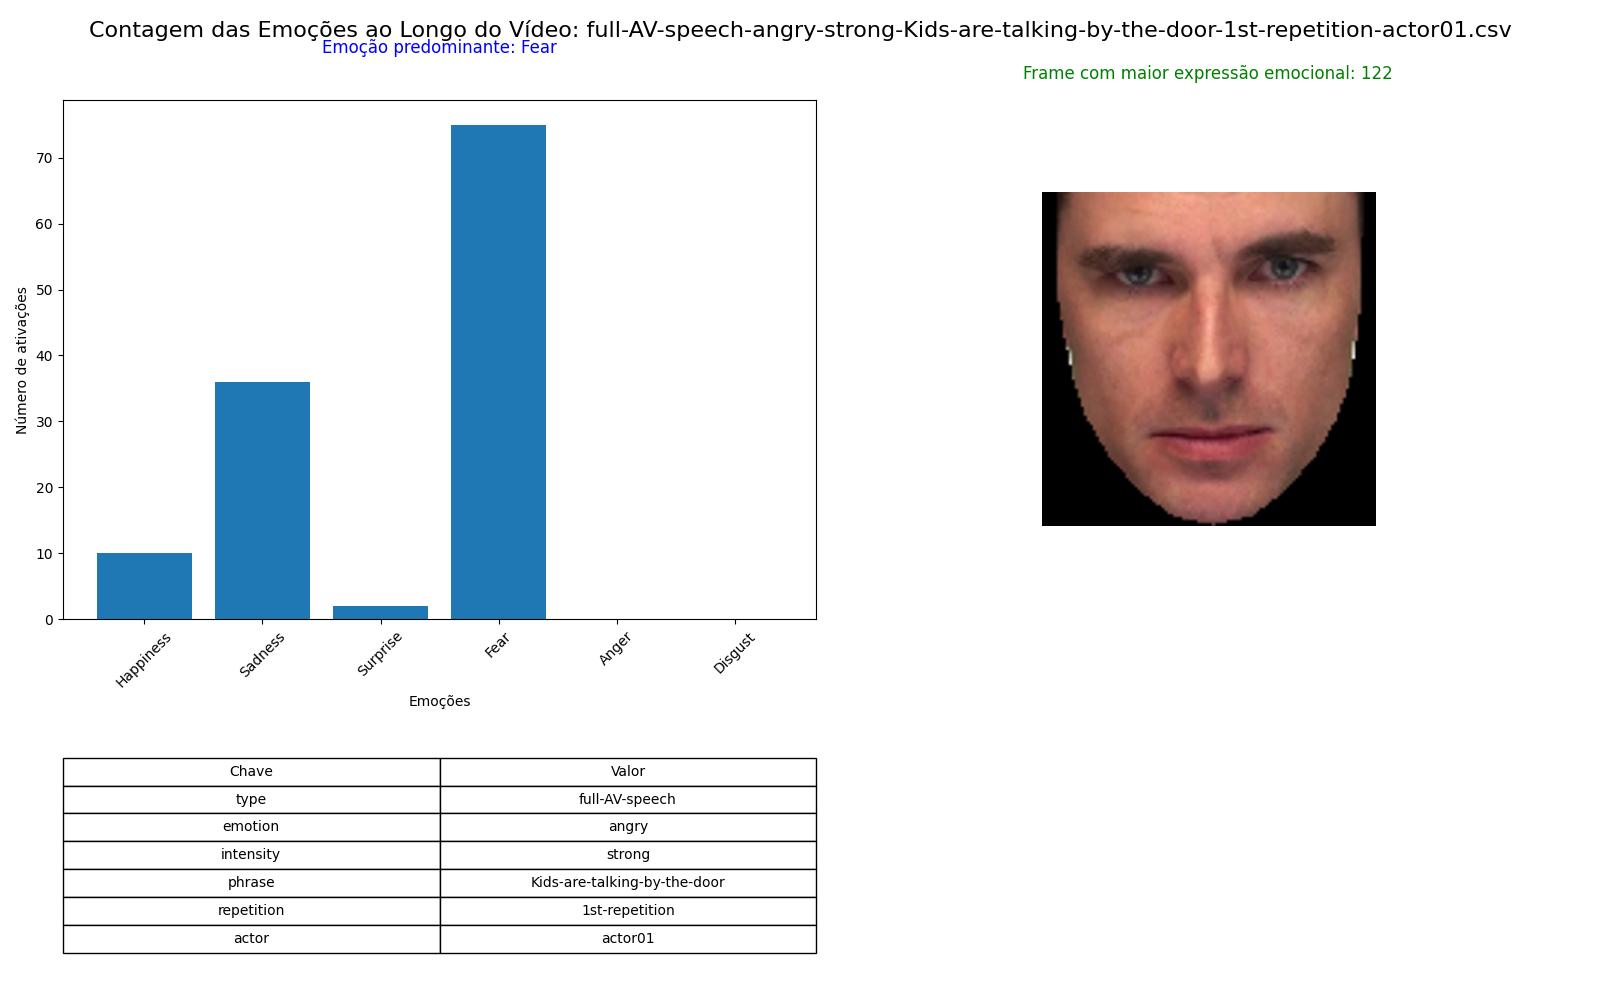 Contagem das Emoções ao Longo do Vídeo: full-AV-speech-angry-strong-Kids-are-talking-by-the-door-1st-repetition-actor01.csv
Emoção predominante: Fear
Frame com maior expressão emocional: 122
Número de ativações
70
60
50
40
30
20
10
0
Happiness
Sadness
Surprise
Fear
Anger
Disgust
Emoções
Chave Valor
type full-AV-speech
emotion angry
intensity strong
phrase Kids-are-talking-by-the-door
repetition 1st-repetition
actor actor01